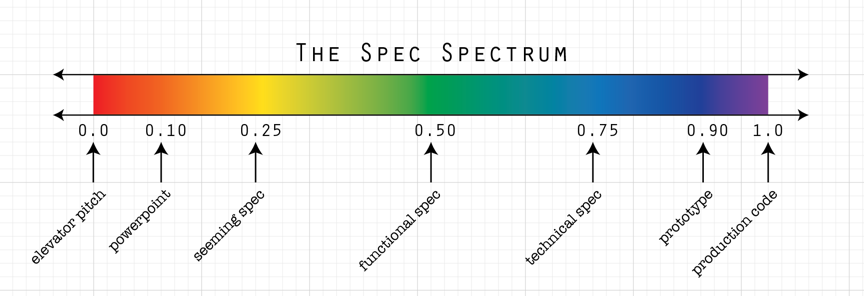 The Spec Spectrum
0.0 0.10 0.25 0.50 0.75 0.90 1.0
elevator pitch
powerpoint
seeming spec
functional spec
technical spec
prototype
production code